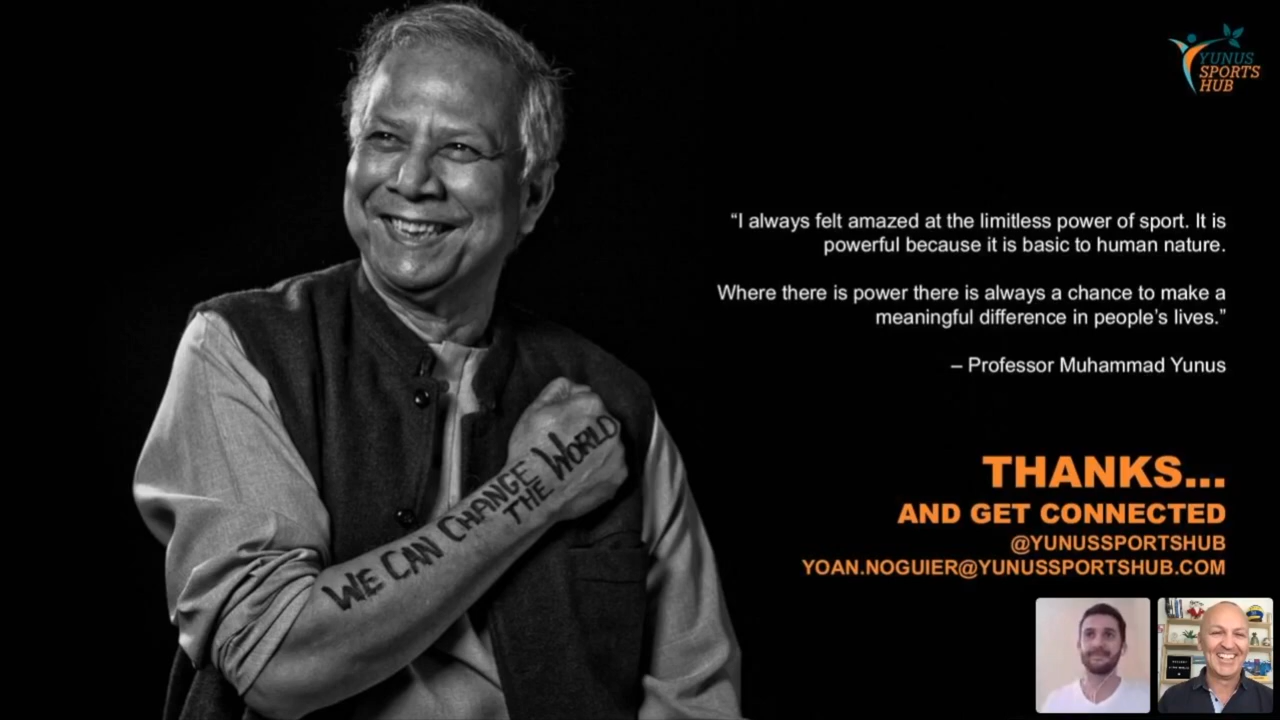 YUNUS
SPORTS
HUB
“I always felt amazed at the limitless power of sport. It is
powerful because it is basic to human nature.
Where there is power there is always a chance to make a
meaningful difference in people’s lives.”
– Professor Muhammad Yunus
WE CAN CHANGE
THE WORLD
THANKS...
AND GET CONNECTED
@YUNUSSPORTSHUB
YOAN.NOGUIER@YUNUSSPORTSHUB.COM